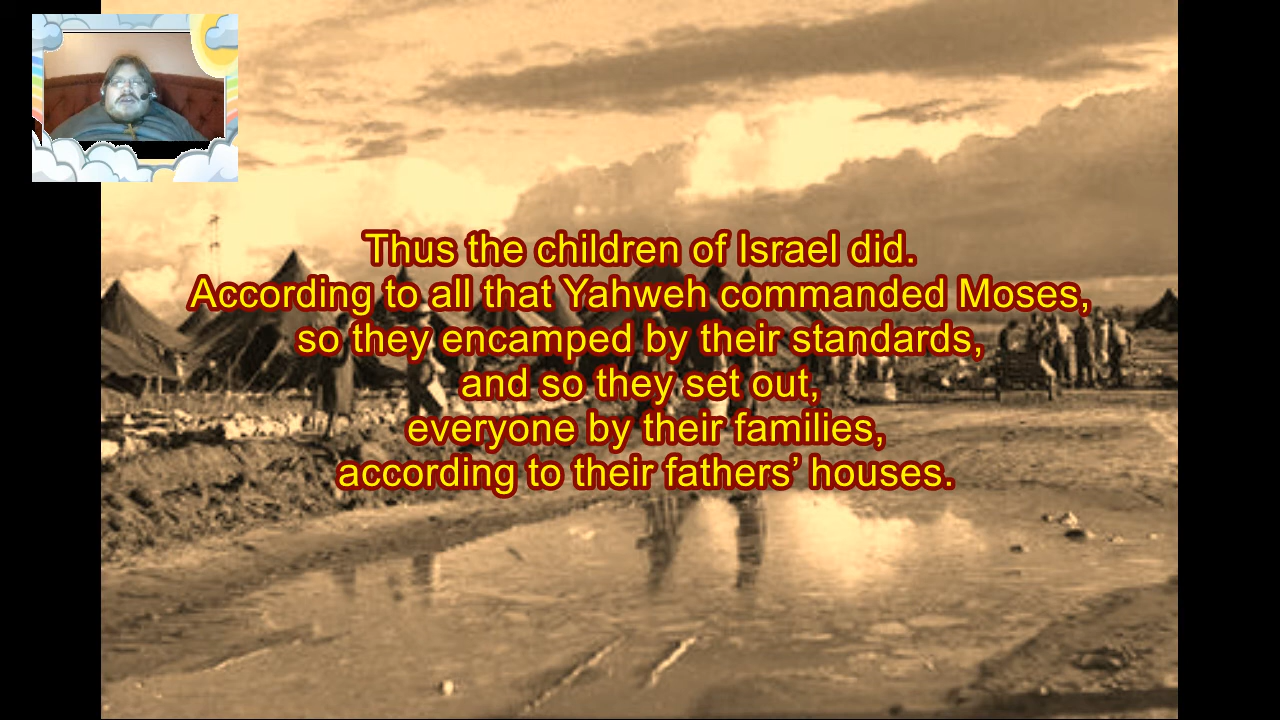 Thus the children of Israel did.
According to all that Yahweh commanded Moses,
so they encamped by their standards,
and so they set out,
everyone by their families,
according to their fathers’ houses.